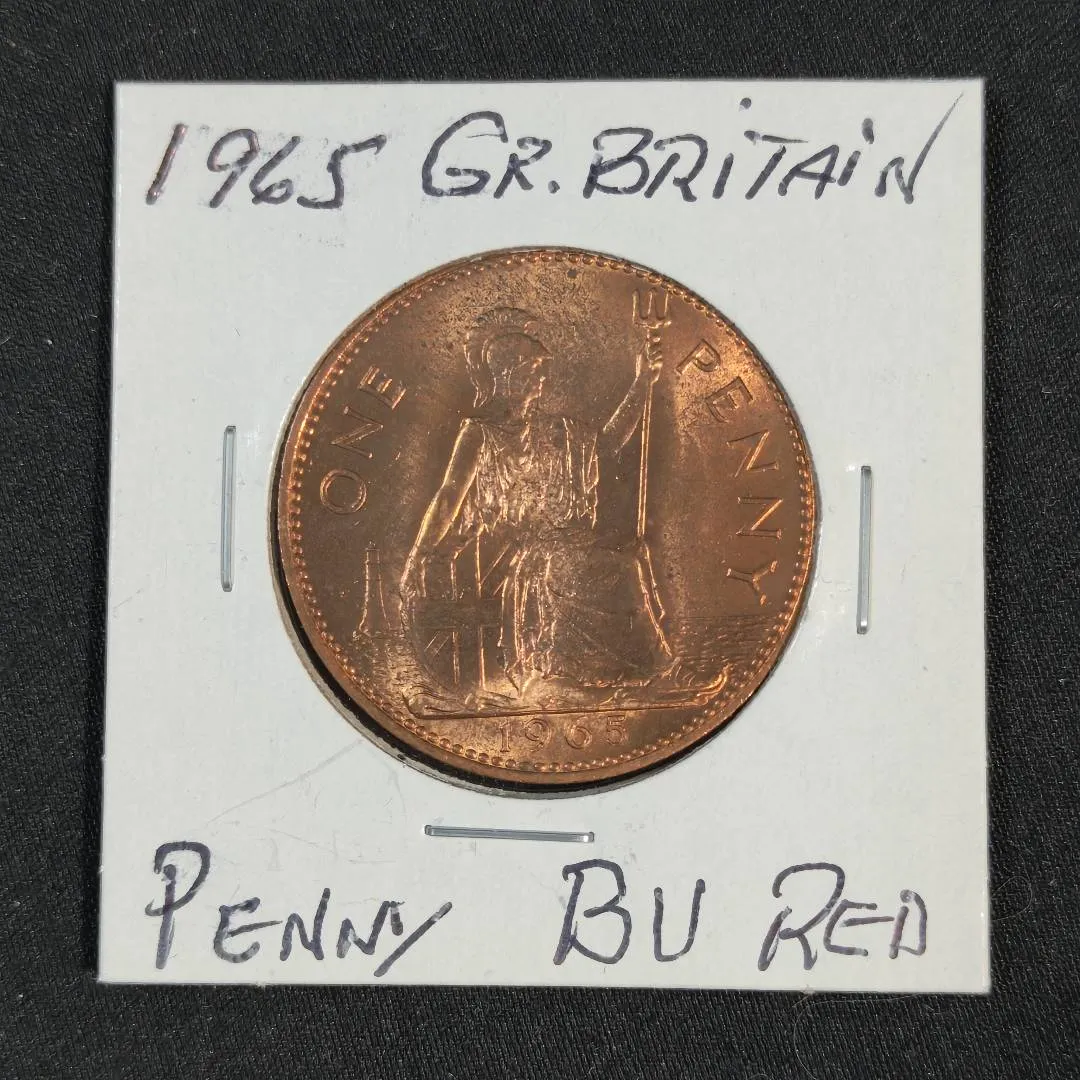 1965 GR. BRITAIN
ONE PENNY
1965
PENNY BU RED